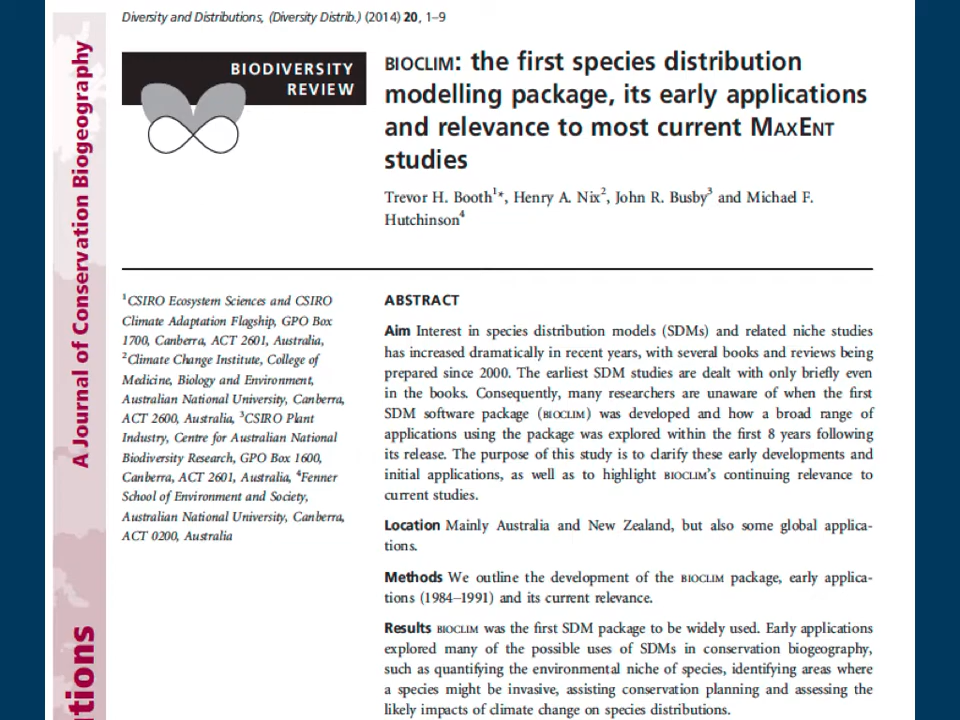 Diversity and Distributions, (Diversity Distrib.) (2014) 20, 1–9
A Journal of Conservation Biogeography
BIODIVERSITY
REVIEW
BIOCLIM: the first species distribution
modelling package, its early applications
and relevance to most current MAXENT
studies
Trevor H. Booth1*, Henry A. Nix2, John R. Busby3 and Michael F.
Hutchinson4
1CSIRO Ecosystem Sciences and CSIRO
Climate Adaptation Flagship, GPO Box
1700, Canberra, ACT 2601, Australia,
2Climate Change Institute, College of
Medicine, Biology and Environment,
Australian National University, Canberra,
ACT 2600, Australia, 3CSIRO Plant
Industry, Centre for Australian National
Biodiversity Research, GPO Box 1600,
Canberra, ACT 2601, Australia, 4Fenner
School of Environment and Society,
Australian National University, Canberra,
ACT 0200, Australia
ABSTRACT
Aim Interest in species distribution models (SDMs) and related niche studies
has increased dramatically in recent years, with several books and reviews being
prepared since 2000. The earliest SDM studies are dealt with only briefly even
in the books. Consequently, many researchers are unaware of when the first
SDM software package (BIOCLIM) was developed and how a broad range of
applications using the package was explored within the first 8 years following
its release. The purpose of this study is to clarify these early developments and
initial applications, as well as to highlight BIOCLIM's continuing relevance to
current studies.
Location Mainly Australia and New Zealand, but also some global applica-
tions.
Methods We outline the development of the BIOCLIM package, early applica-
tions (1984–1991) and its current relevance.
Results BIOCLIM was the first SDM package to be widely used. Early applications
explored many of the possible uses of SDMs in conservation biogeography,
such as quantifying the environmental niche of species, identifying areas where
a species might be invasive, assisting conservation planning and assessing the
likely impacts of climate change on species distributions.
tions